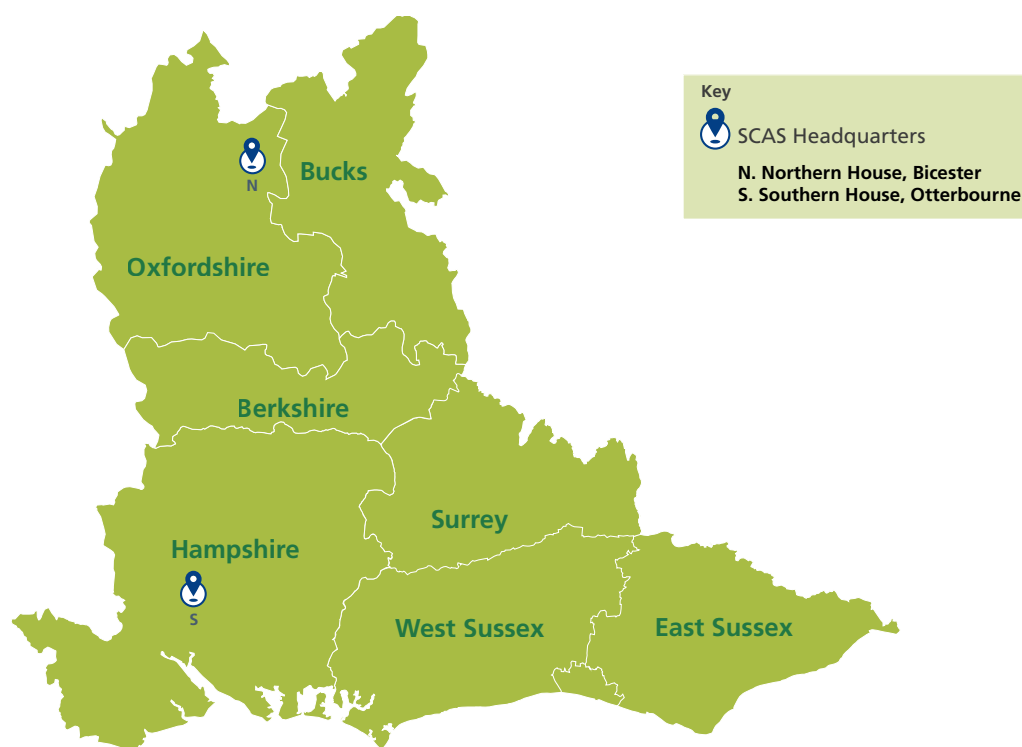 Key
SCAS Headquarters
N. Northern House, Bicester
S. Southern House, Otterbourne
Bucks
N
Oxfordshire
Berkshire
Surrey
Hampshire
S
West Sussex
East Sussex